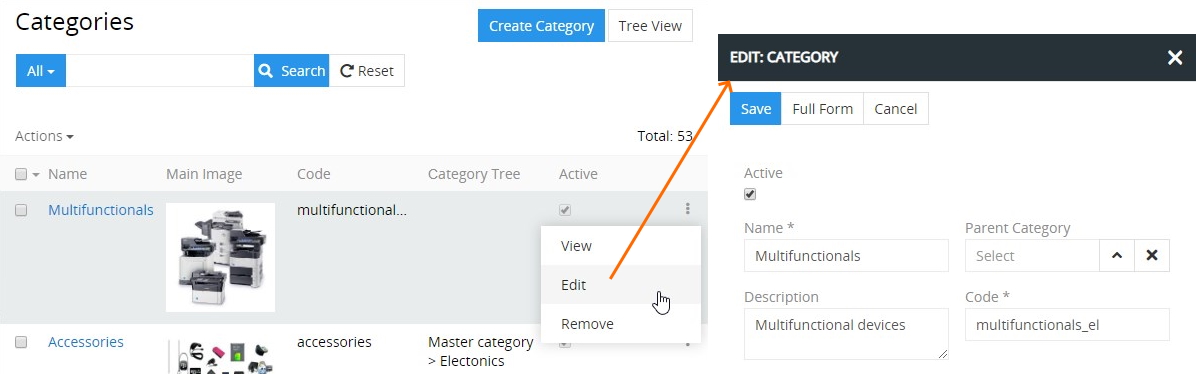 Categories
Create Category
Tree View
All
Search
Reset
Actions
Total: 53
Name Main Image Code Category Tree Active
Multifunctionals multifunctional...
View
Edit
Remove
Accessories accessories Master category
> Electonics
EDIT: CATEGORY
Save
Full Form
Cancel
Active
Name * Parent Category
Multifunctionals Select
Description Code *
Multifunctional devices multifunctionals_el